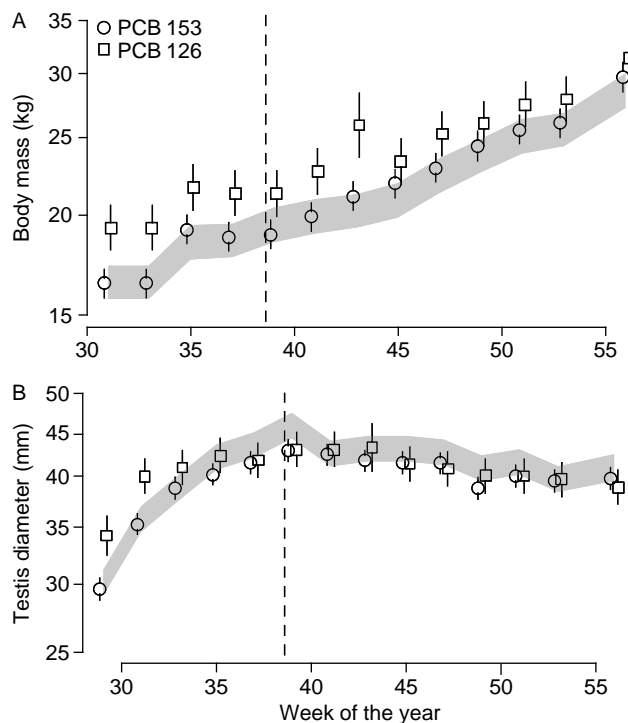 A
PCB 153
PCB 126
Body mass (kg)
35
30
25
20
15
30 35 40 45 50 55
B
Testis diameter (mm)
50
45
40
35
30
25
30 35 40 45 50 55
Week of the year